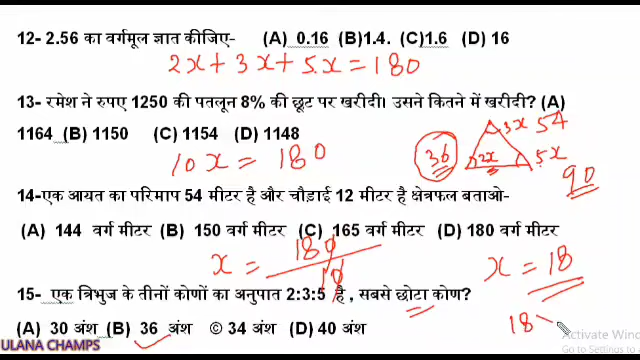 12- 2.56 का वर्गमूल ज्ञात कीजिए- (A) 0.16 (B)1.4. (C)1.6 (D) 16
2x + 3x + 5x = 180
13- रमेश ने रुपए 1250 की पतलून 8% की छूट पर खरीदी। उसने कितने में खरीदी? (A)
1164 (B) 1150 (C) 1154 (D) 1148
10x = 180
36 2x 3x 54 5x 90
14-एक आयत का परिमाप 54 मीटर है और चौड़ाई 12 मीटर है क्षेत्रफल बताओ-
(A) 144 वर्ग मीटर (B) 150 वर्ग मीटर (C) 165 वर्ग मीटर (D) 180 वर्ग मीटर
x = 180
10
x = 18
15- एक त्रिभुज के तीनों कोणों का अनुपात 2:3:5 है , सबसे छोटा कोण?
(A) 30 अंश (B) 36 अंश © 34 अंश (D) 40 अंश
18
Activate Wind
Go to Settings to
ULANA CHAMPS